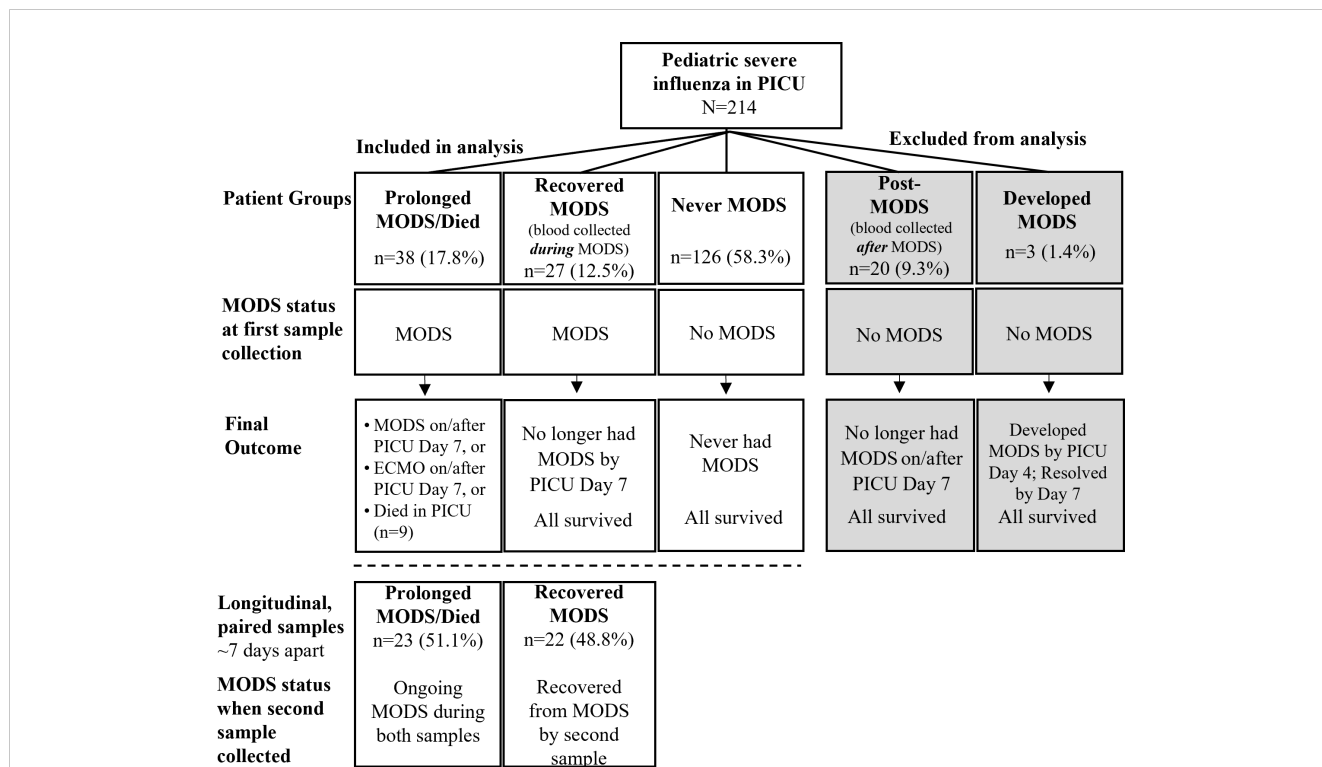 Pediatric severe
influenza in PICU
N=214
Included in analysis
Excluded from analysis
Patient Groups
Prolonged
MODS/Died
n=38 (17.8%)
Recovered
MODS
(blood collected
during MODS)
n=27 (12.5%)
Never MODS
n=126 (58.3%)
Post-
MODS
(blood collected
after MODS)
n=20 (9.3%)
Developed
MODS
n=3 (1.4%)
MODS status
at first sample
collection
MODS
MODS
No MODS
No MODS
No MODS
Final
Outcome
• MODS on/after
PICU Day 7, or
• ECMO on/after
PICU Day 7, or
• Died in PICU
(n=9)
No longer had
MODS by
PICU Day 7
All survived
Never had
MODS
All survived
No longer had
MODS on/after
PICU Day 7
All survived
Developed
MODS by PICU
Day 4; Resolved
by Day 7
All survived
Longitudinal,
paired samples
~7 days apart
Prolonged
MODS/Died
n=23 (51.1%)
Recovered
MODS
n=22 (48.8%)
MODS status
when second
sample
collected
Ongoing
MODS during
both samples
Recovered
from MODS
by second
sample